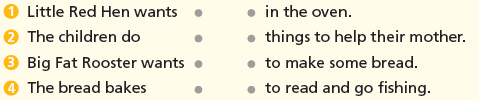 1 Little Red Hen wants ● ● in the oven.
2 The children do ● ● things to help their mother.
3 Big Fat Rooster wants ● ● to make some bread.
4 The bread bakes ● ● to read and go fishing.